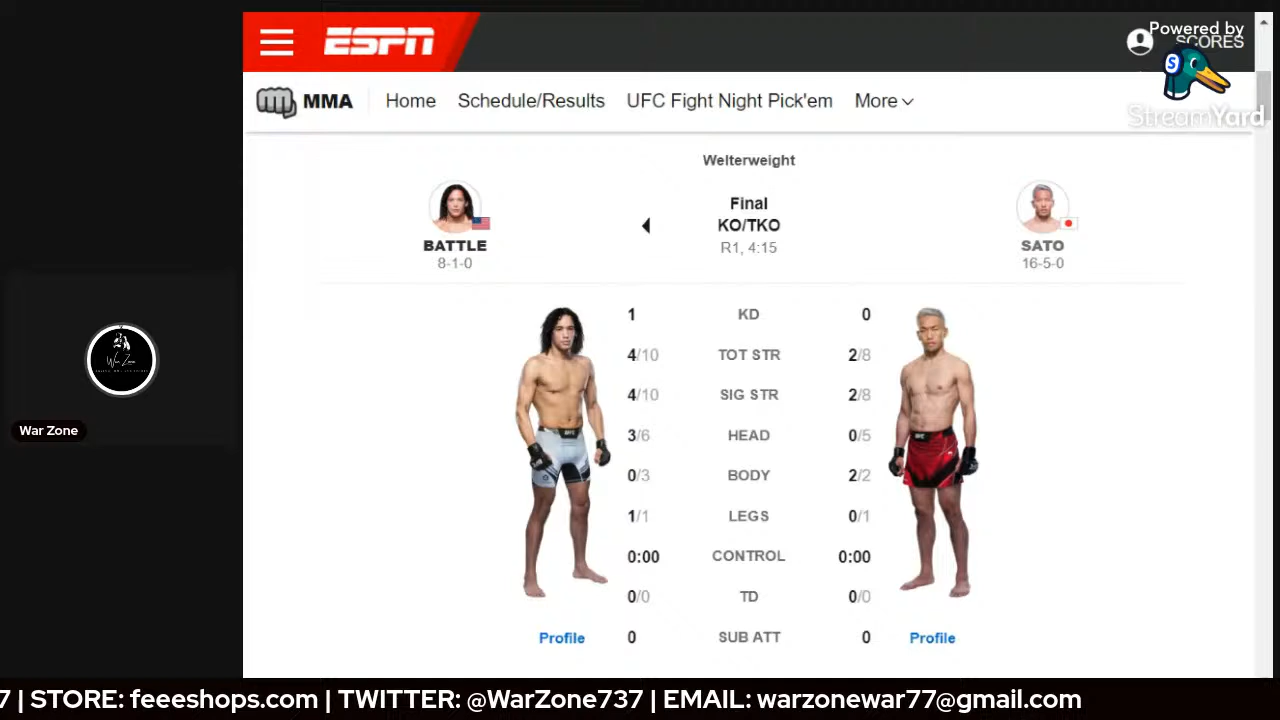 ESPN
Powered by
SCORES
S
StreamYard
MMA Home Schedule/Results UFC Fight Night Pick'em More
Welterweight
Final
KO/TKO
R1, 4:15
BATTLE
8-1-0
SATO
16-5-0
1 KD 0
4/10 TOT STR 2/8
4/10 SIG STR 2/8
3/6 HEAD 0/5
0/3 BODY 2/2
1/1 LEGS 0/1
0:00 CONTROL 0:00
0/0 TD 0/0
Profile 0 SUB ATT 0 Profile
War Zone
War Zone
7 | STORE: feeeshops.com | TWITTER: @WarZone737 | EMAIL: warzonewar77@gmail.com